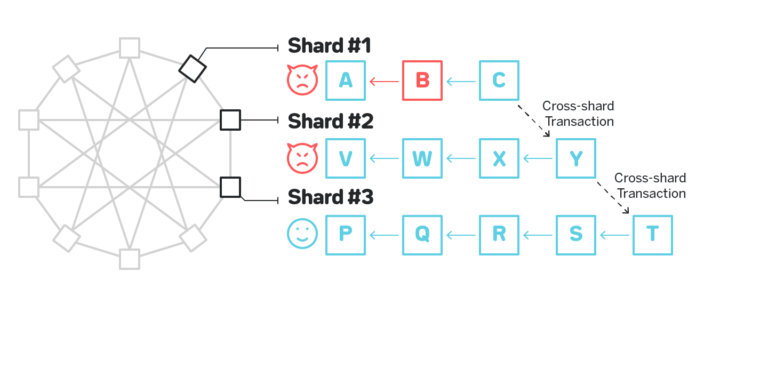 Shard #1
A B C
Cross-shard
Transaction
Shard #2
V W X Y
Cross-shard
Transaction
Shard #3
P Q R S T